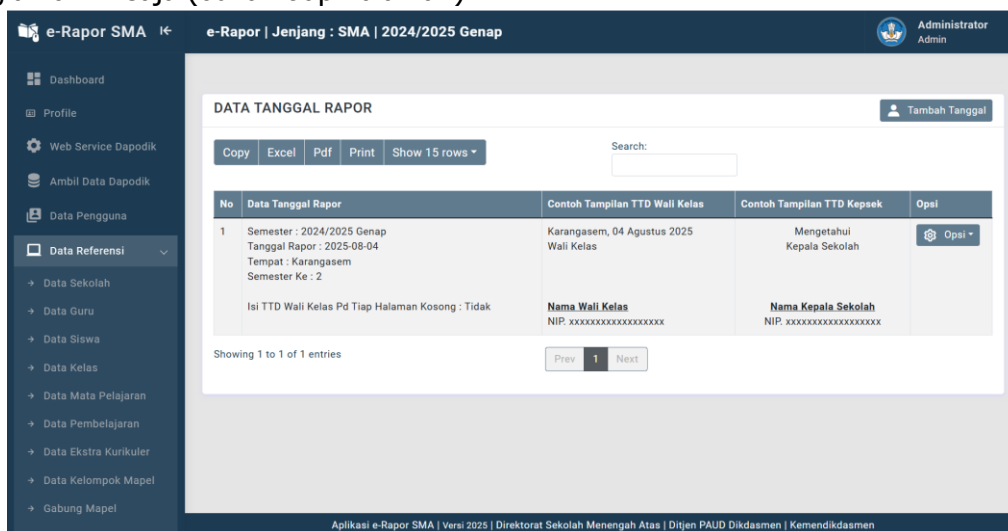 e-Rapor SMA
e-Rapor | Jenjang : SMA | 2024/2025 Genap
Administrator
Admin
Dashboard
Profile
Web Service Dapodik
Ambil Data Dapodik
Data Pengguna
Data Referensi
Data Sekolah
Data Guru
Data Siswa
Data Kelas
Data Mata Pelajaran
Data Pembelajaran
Data Ekstra Kurikuler
Data Kelompok Mapel
Gabung Mapel
DATA TANGGAL RAPOR
Tambah Tanggal
Copy Excel Pdf Print Show 15 rows
Search:
No Data Tanggal Rapor Contoh Tampilan TTD Wali Kelas Contoh Tampilan TTD Kepsek Opsi
1 Semester : 2024/2025 Genap Karangasem, 04 Agustus 2025 Mengetahui Opsi
Tanggal Rapor : 2025-08-04 Wali Kelas Kepala Sekolah
Tempat : Karangasem
Semester Ke : 2
Isi TTD Wali Kelas Pd Tiap Halaman Kosong : Tidak Nama Wali Kelas Nama Kepala Sekolah
NIP. xxxxxxxxxxxxxxxxxx NIP. xxxxxxxxxxxxxxxxxx
Showing 1 to 1 of 1 entries
Prev 1 Next
Aplikasi e-Rapor SMA | Versi 2025 | Direktorat Sekolah Menengah Atas | Ditjen PAUD Dikdasmen | Kemendikdasmen